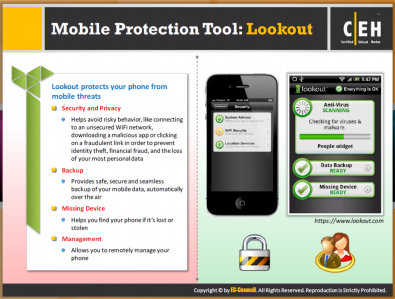 Mobile Protection Tool: Lookout
C|EH
Certified Ethical Hacker
Lookout protects your phone from
mobile threats
Security and Privacy
Helps avoid risky behavior, like connecting
to an unsecured WiFi network,
downloading a malicious app or clicking
on a fraudulent link in order to prevent
identity theft, financial fraud, and the loss
of your most personal data
Backup
Provides safe, secure and seamless
backup of your mobile data, automatically
over the air
Missing Device
Helps you find your phone if it's lost or
stolen
Management
Allows you to remotely manage your
phone
Security
System Advisor
WiFi Security
Location Services
5:47 PM
lookout
Everything is OK
Anti-Virus
SCANNING
Checking for viruses &
malware.
People widget
Data Backup
READY
Missing Device
READY
https://www.lookout.com
Copyright © by EC-Council. All Rights Reserved. Reproduction is Strictly Prohibited.